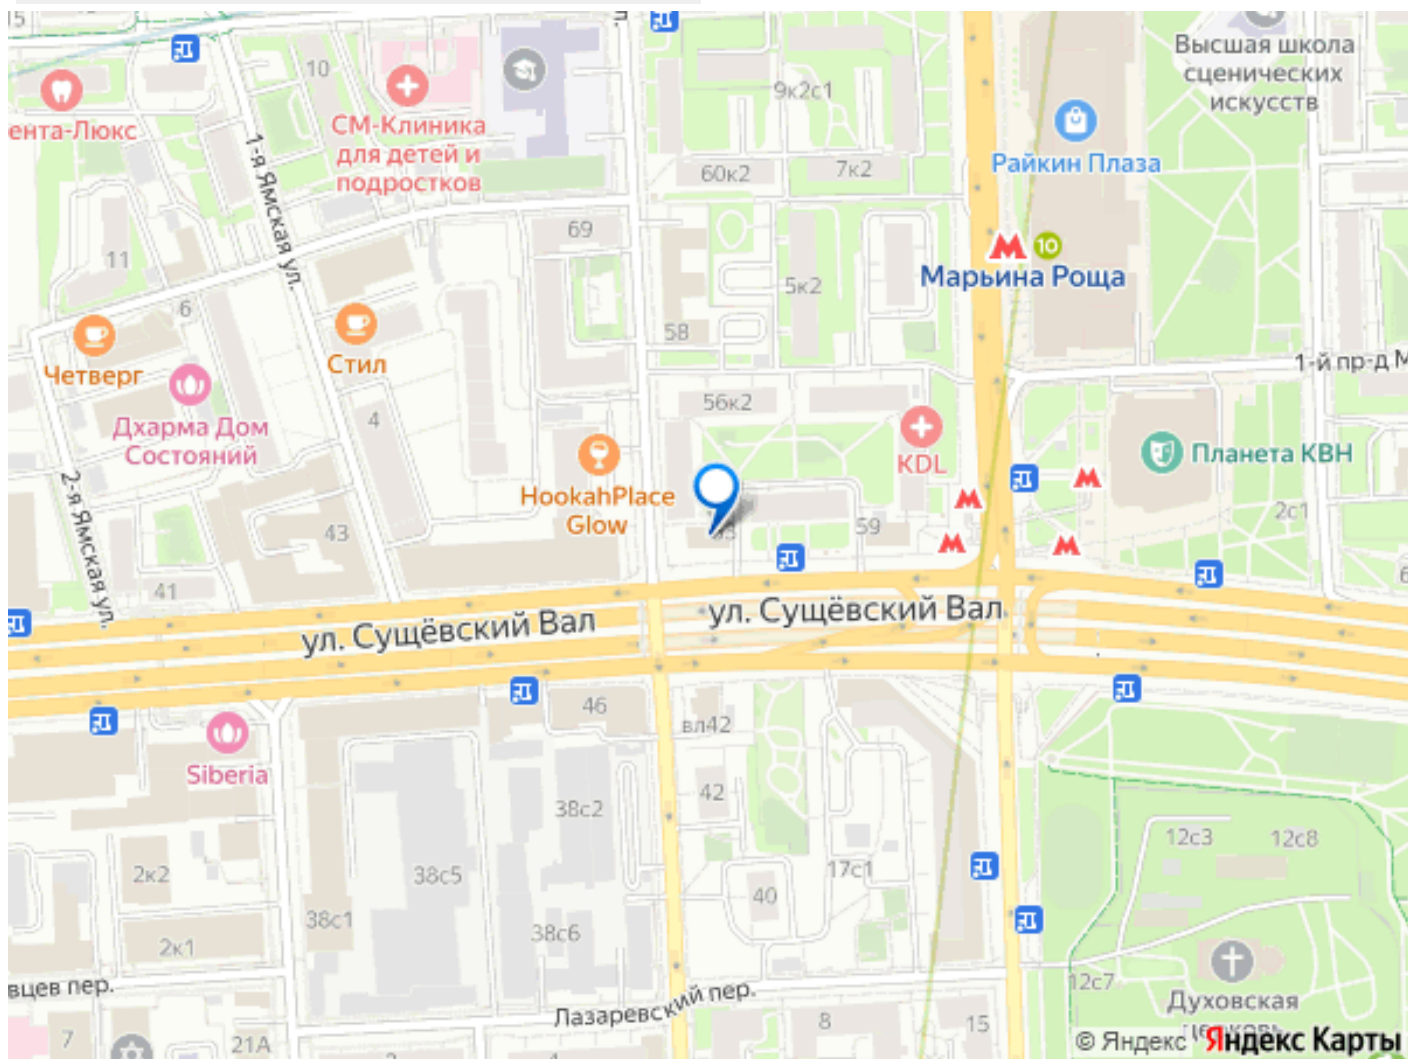 15
10
9к2с1
Высшая школа
сценических
искусств
ента-Люкс
СМ-Клиника
для детей и
подростков
1-я Ямская ул.
Райкин Плаза
60к2
7к2
69
11
10
Марьина Роща
5к2
6
58
Стил
Четверг
1-й пр-д М
Дхарма Дом
Состояний
4
56к2
KDL
Планета КВН
HookahPlace
Glow
2-я Ямская ул.
43
59
2с1
41
6
ул. Сущёвский Вал
ул. Сущёвский Вал
46
вл42
Siberia
42
38с2
12с3
12с8
2к2
38с5
17с1
40
38с1
38с6
2к1
12с7
вцев пер.
Лазаревский пер.
Духовская
церковь
7
21А
2
4
8
15
© Яндекс Яндекс Карты